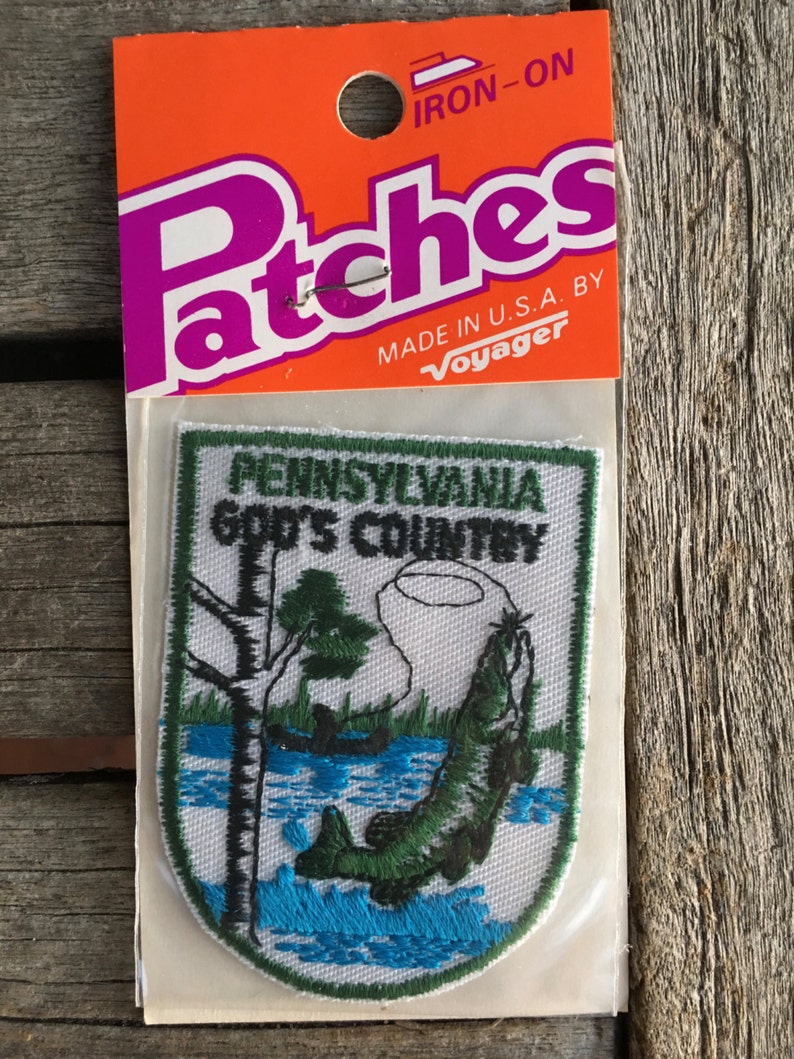 IRON-ON
Patches
MADE IN U.S.A. BY
Voyager
PENNSYLVANIA
GOD'S COUNTRY